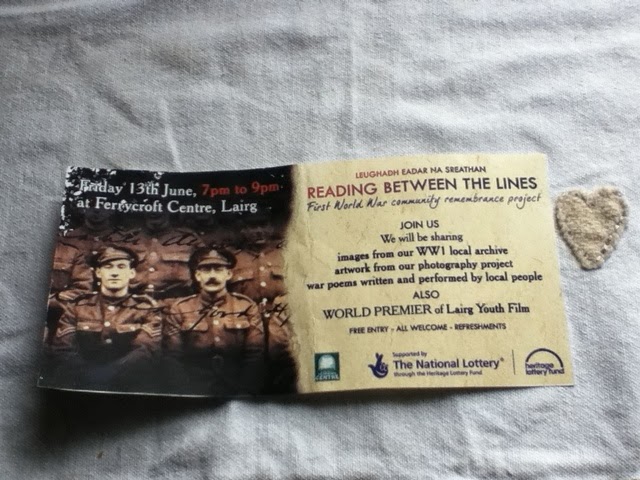 Friday 13th June, 7pm to 9pm
at Ferrycroft Centre, Lairg
LEUGHADH EADAR NA SREATHAN
READING BETWEEN THE LINES
First World War community remembrance project
JOIN US
We will be sharing
images from our WW1 local archive
artwork from our photography project
war poems written and performed by local people
ALSO
WORLD PREMIER of Lairg Youth Film
FREE ENTRY - ALL WELCOME - REFRESHMENTS
Supported by
The National Lottery®
through the Heritage Lottery Fund
heritage
lottery fund